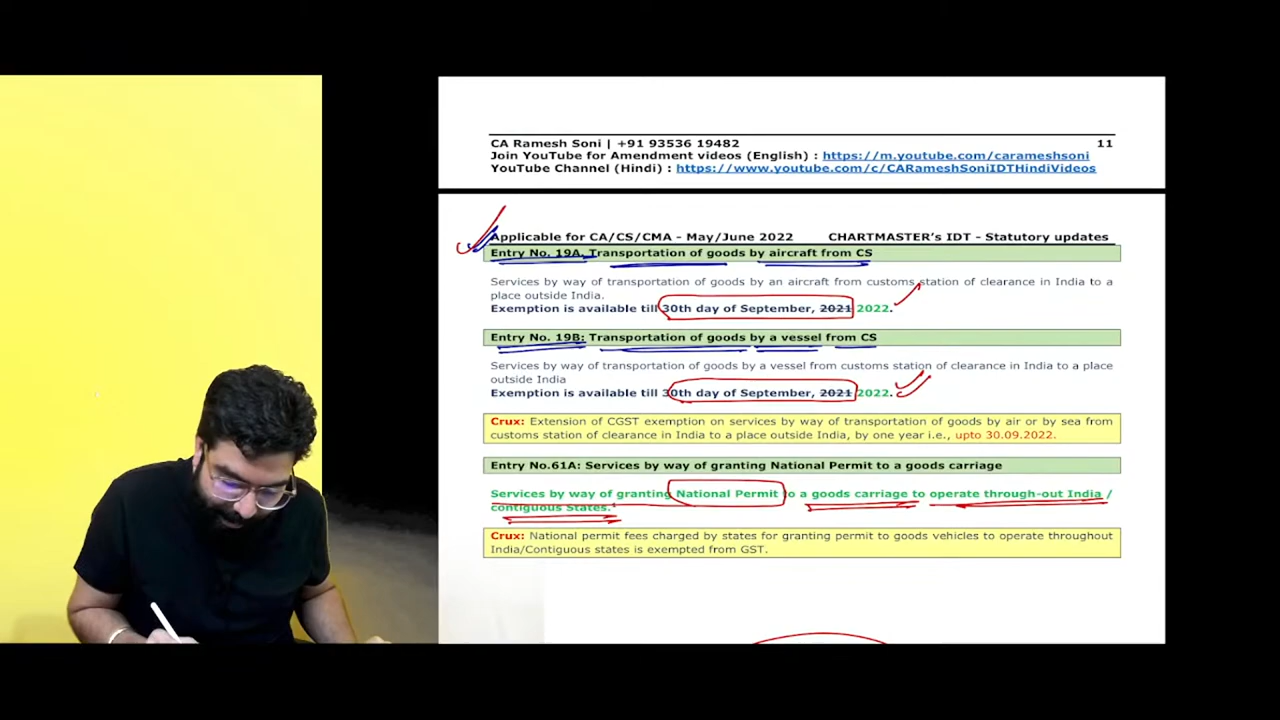 CA Ramesh Soni | +91 93536 19482 11
Join YouTube for Amendment videos (English) : https://m.youtube.com/carameshsoni
YouTube Channel (Hindi) : https://www.youtube.com/c/CARameshSoniIDTHindiVideos
Applicable for CA/CS/CMA - May/June 2022 CHARTMASTER's IDT - Statutory updates
Entry No. 19A. Transportation of goods by aircraft from CS
Services by way of transportation of goods by an aircraft from customs station of clearance in India to a
place outside India.
Exemption is available till 30th day of September, 2021 2022.
Entry No. 19B: Transportation of goods by a vessel from CS
Services by way of transportation of goods by a vessel from customs station of clearance in India to a place
outside India
Exemption is available till 30th day of September, 2021 2022.
Crux: Extension of CGST exemption on services by way of transportation of goods by air or by sea from
customs station of clearance in India to a place outside India, by one year i.e., upto 30.09.2022.
Entry No.61A: Services by way of granting National Permit to a goods carriage
Services by way of granting National Permit to a goods carriage to operate through-out India /
contiguous States.
Crux: National permit fees charged by states for granting permit to goods vehicles to operate throughout
India/Contiguous states is exempted from GST.